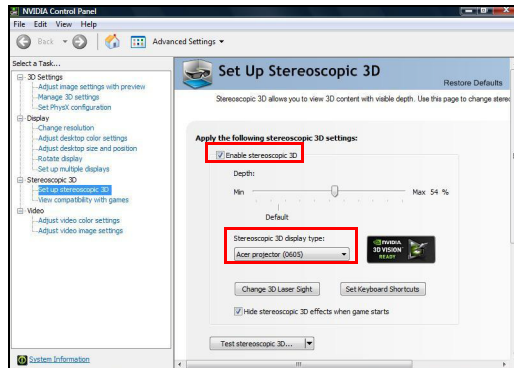 NVIDIA Control Panel
File Edit View Help
Back Advanced Settings
Select a Task...
3D Settings
Adjust image settings with preview
Manage 3D settings
Set PhysX configuration
Display
Change resolution
Adjust desktop color settings
Adjust desktop size and position
Rotate display
Set up multiple displays
Stereoscopic 3D
Set up stereoscopic 3D
View compatibility with games
Video
Adjust video color settings
Adjust video image settings
System Information
Set Up Stereoscopic 3D
Restore Defaults
Stereoscopic 3D allows you to view 3D content with visible depth. Use this page to change stereo
Apply the following stereoscopic 3D settings:
Enable stereoscopic 3D
Depth:
Min Max 54 %
Default
Stereoscopic 3D display type:
Acer projector (0605)
NVIDIA
3D VISION
READY
Change 3D Laser Sight Set Keyboard Shortcuts
Hide stereoscopic 3D effects when game starts
Test stereoscopic 3D...